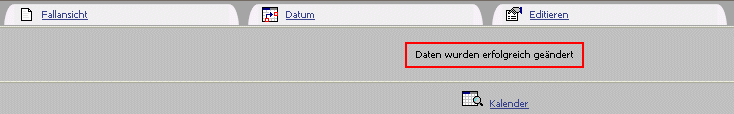 Fallansicht Datum Editieren
Daten wurden erfolgreich geändert
Kalender